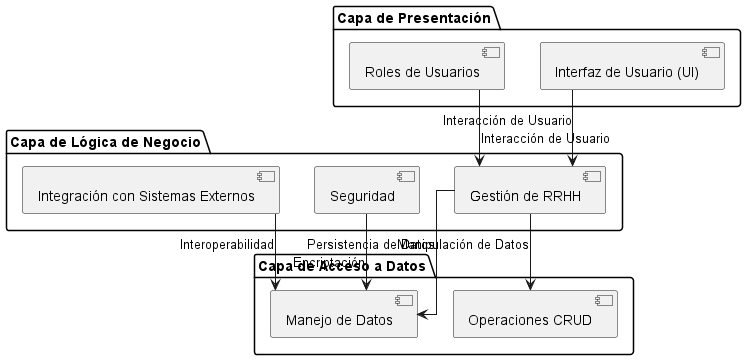 Capa de Presentación
Roles de Usuarios
Interfaz de Usuario (UI)
Interacción de Usuario
Interacción de Usuario
Capa de Lógica de Negocio
Integración con Sistemas Externos
Seguridad
Gestión de RRHH
Interoperabilidad
Persistencia de Datos
Manipulación de Datos
Encriptación
Capa de Acceso a Datos
Manejo de Datos
Operaciones CRUD